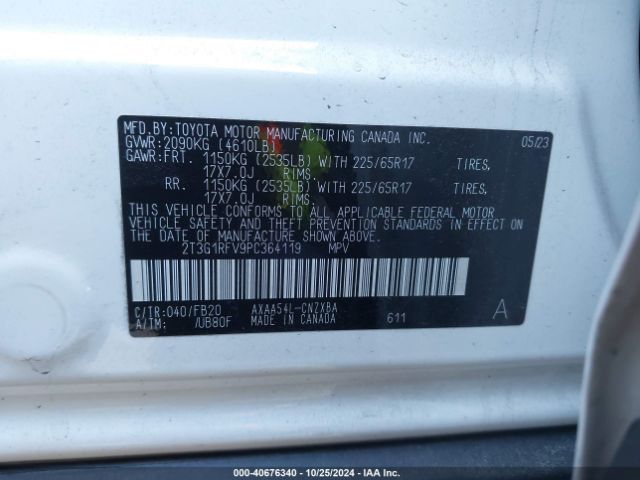 MFD.BY:TOYOTA MOTOR MANUFACTURING CANADA INC. 05/23
GVWR:2090KG (4610LB)
GAWR:FRT. 1150KG (2535LB) WITH 225/65R17 TIRES,
17X7.0J RIMS.
RR. 1150KG (2535LB) WITH 225/65R17 TIRES,
17X7.0J RIMS.
THIS VEHICLE CONFORMS TO ALL APPLICABLE FEDERAL MOTOR
VEHICLE SAFETY AND THEFT PREVENTION STANDARDS IN EFFECT ON
THE DATE OF MANUFACTURE SHOWN ABOVE.
2T3G1RFV9PC364119 MPV
C/TR:040/FB20 AXAA54L-CNZXBA
A/TM: /UB80F MADE IN CANADA 611 A
00-40676340 • 10/25/2024 • IAA Inc.